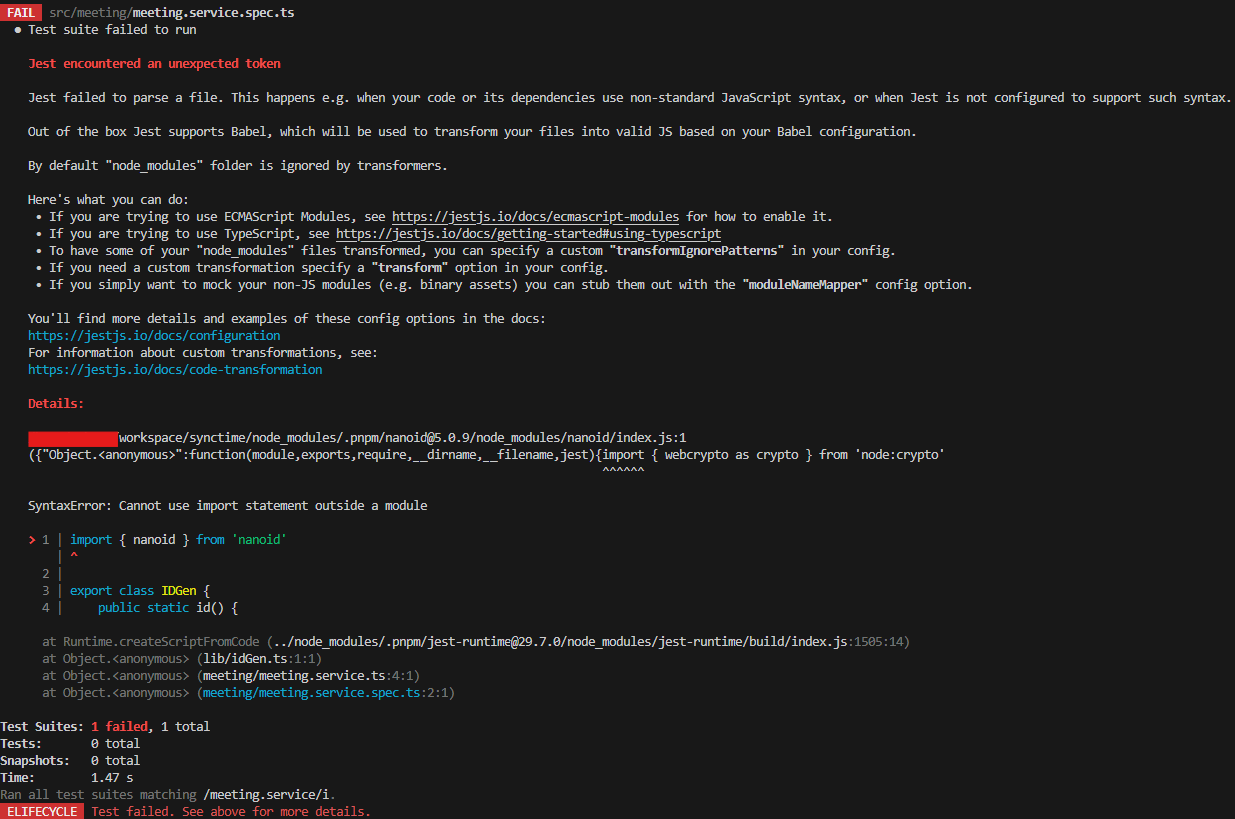 FAIL src/meeting/meeting.service.spec.ts
● Test suite failed to run
Jest encountered an unexpected token
Jest failed to parse a file. This happens e.g. when your code or its dependencies use non-standard JavaScript syntax, or when Jest is not configured to support such syntax.
Out of the box Jest supports Babel, which will be used to transform your files into valid JS based on your Babel configuration.
By default "node_modules" folder is ignored by transformers.
Here's what you can do:
• If you are trying to use ECMAScript Modules, see https://jestjs.io/docs/ecmascript-modules for how to enable it.
• If you are trying to use TypeScript, see https://jestjs.io/docs/getting-started#using-typescript
• To have some of your "node_modules" files transformed, you can specify a custom "transformIgnorePatterns" in your config.
• If you need a custom transformation specify a "transform" option in your config.
• If you simply want to mock your non-JS modules (e.g. binary assets) you can stub them out with the "moduleNameMapper" config option.
You'll find more details and examples of these config options in the docs:
https://jestjs.io/docs/configuration
For information about custom transformations, see:
https://jestjs.io/docs/code-transformation
Details:
/workspace/synctime/node_modules/.pnpm/nanoid@5.0.9/node_modules/nanoid/index.js:1
({"Object.<anonymous>":function(module,exports,require,__dirname,__filename,jest){import { webcrypto as crypto } from 'node:crypto'
^^^^^^
SyntaxError: Cannot use import statement outside a module
> 1 | import { nanoid } from 'nanoid'
| ^
2 |
3 | export class IDGen {
4 | public static id() {
at Runtime.createScriptFromCode (../node_modules/.pnpm/jest-runtime@29.7.0/node_modules/jest-runtime/build/index.js:1505:14)
at Object.<anonymous> (lib/idGen.ts:1:1)
at Object.<anonymous> (meeting/meeting.service.ts:4:1)
at Object.<anonymous> (meeting/meeting.service.spec.ts:2:1)
Test Suites: 1 failed, 1 total
Tests: 0 total
Snapshots: 0 total
Time: 1.47 s
Ran all test suites matching /meeting.service/i.
ELIFECYCLE Test failed. See above for more details.